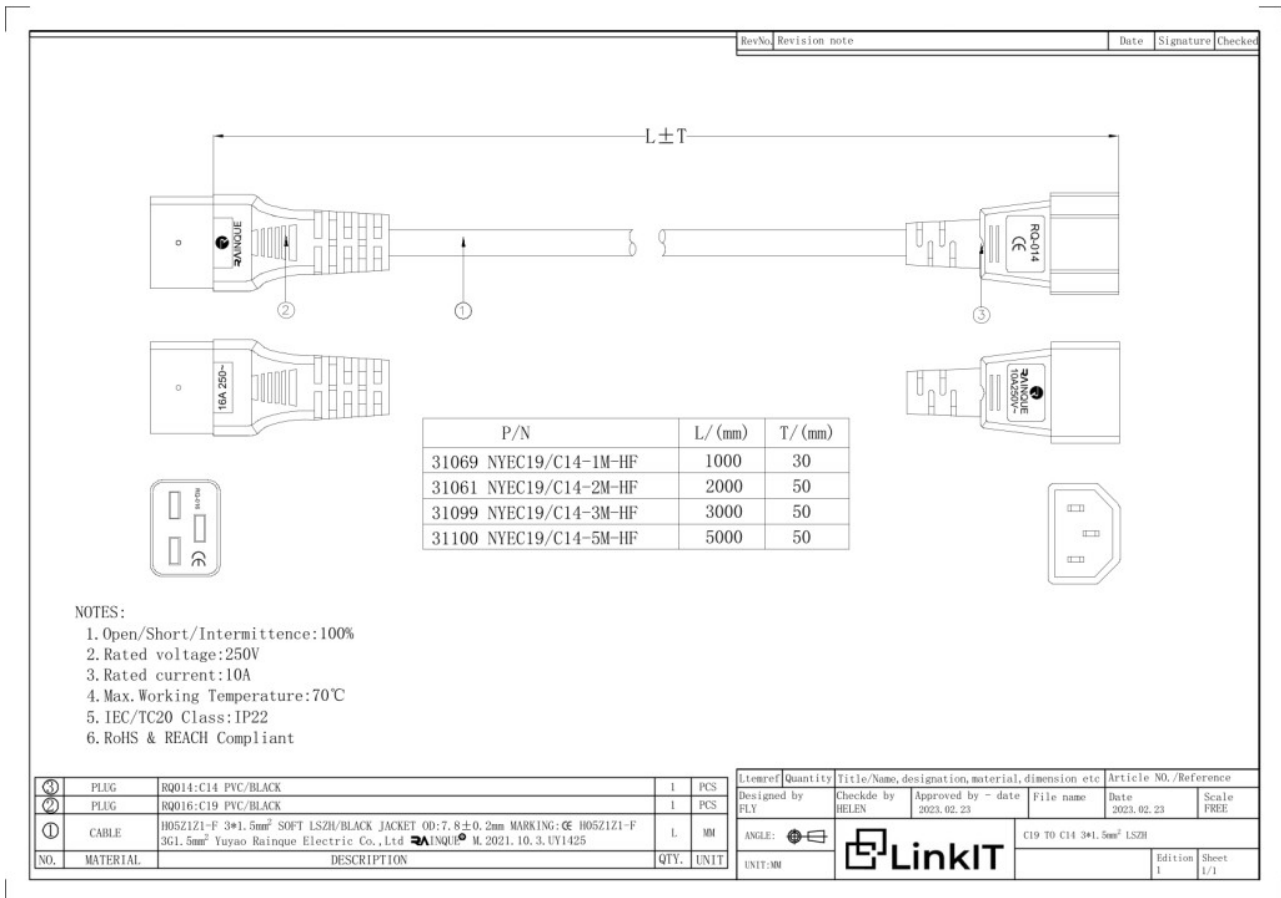 RevNo. Revision note Date Signature Checked
L±T
RAINQUE
RQ-014
CE
② ① ③
16A 250~
RAINQUE
10A250V~
P/N L/(mm) T/(mm)
31069 NYEC19/C14-1M-HF 1000 30
31061 NYEC19/C14-2M-HF 2000 50
31099 NYEC19/C14-3M-HF 3000 50
31100 NYEC19/C14-5M-HF 5000 50
RQ-016
CE
NOTES:
1.Open/Short/Intermittence:100%
2.Rated voltage:250V
3.Rated current:10A
4.Max.Working Temperature:70℃
5.IEC/TC20 Class:IP22
6.RoHS & REACH Compliant
③ PLUG RQ014:C14 PVC/BLACK 1 PCS
② PLUG RQ016:C19 PVC/BLACK 1 PCS
① CABLE H05Z1Z1-F 3*1.5mm² SOFT LSZH/BLACK JACKET OD:7.8±0.2mm MARKING:CE H05Z1Z1-F L MM
3G1.5mm² Yuyao Rainque Electric Co.,Ltd RAINQUE® M.2021.10.3.UY1425
NO. MATERIAL DESCRIPTION QTY. UNIT
Ltemref Quantity Title/Name, designation, material, dimension etc Article NO./Reference
Designed by Checkde by Approved by - date File name Date Scale
FLY HELEN 2023.02.23 2023.02.23 FREE
ANGLE:
LinkIT
C19 TO C14 3*1.5mm² LSZH
UNIT:MM
Edition Sheet
1 1/1